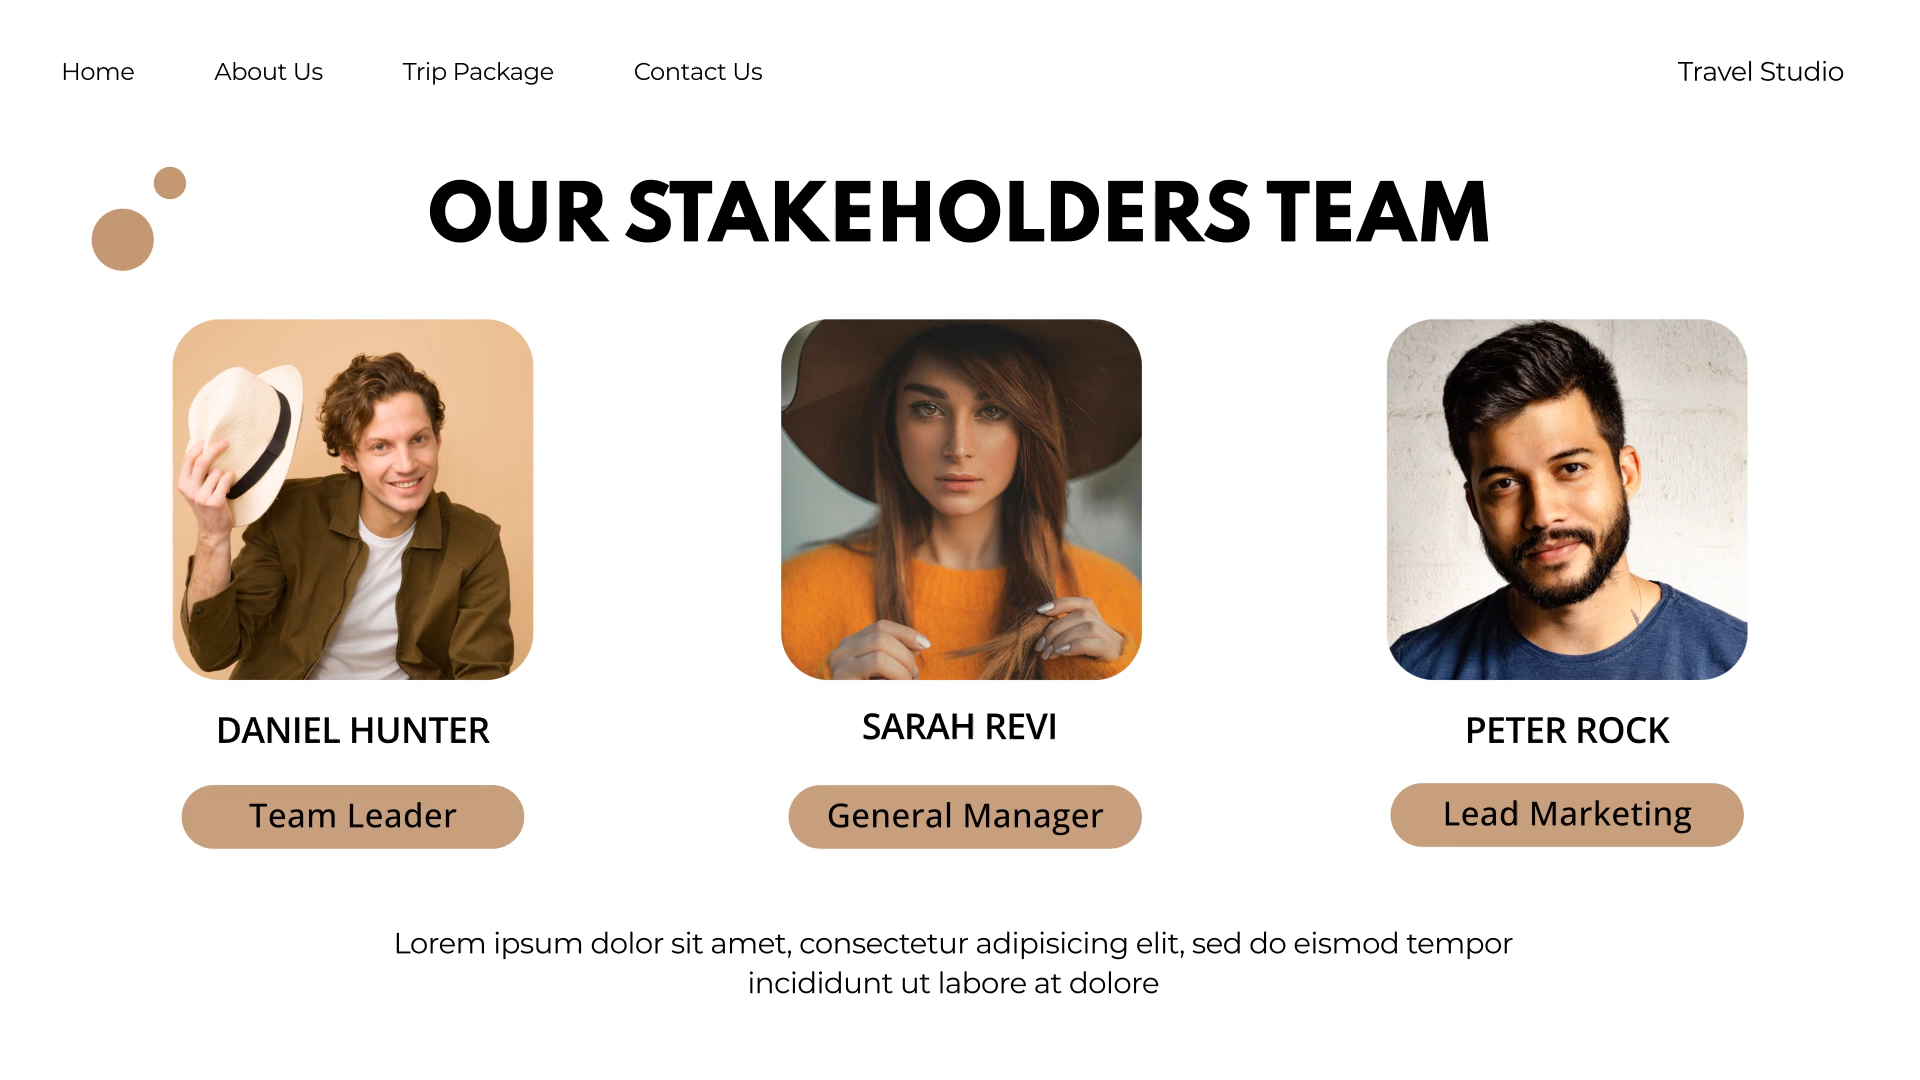 Home About Us Trip Package Contact Us Travel Studio
OUR STAKEHOLDERS TEAM
DANIEL HUNTER
Team Leader
SARAH REVI
General Manager
PETER ROCK
Lead Marketing
Lorem ipsum dolor sit amet, consectetur adipisicing elit, sed do eismod tempor
incididunt ut labore at dolore